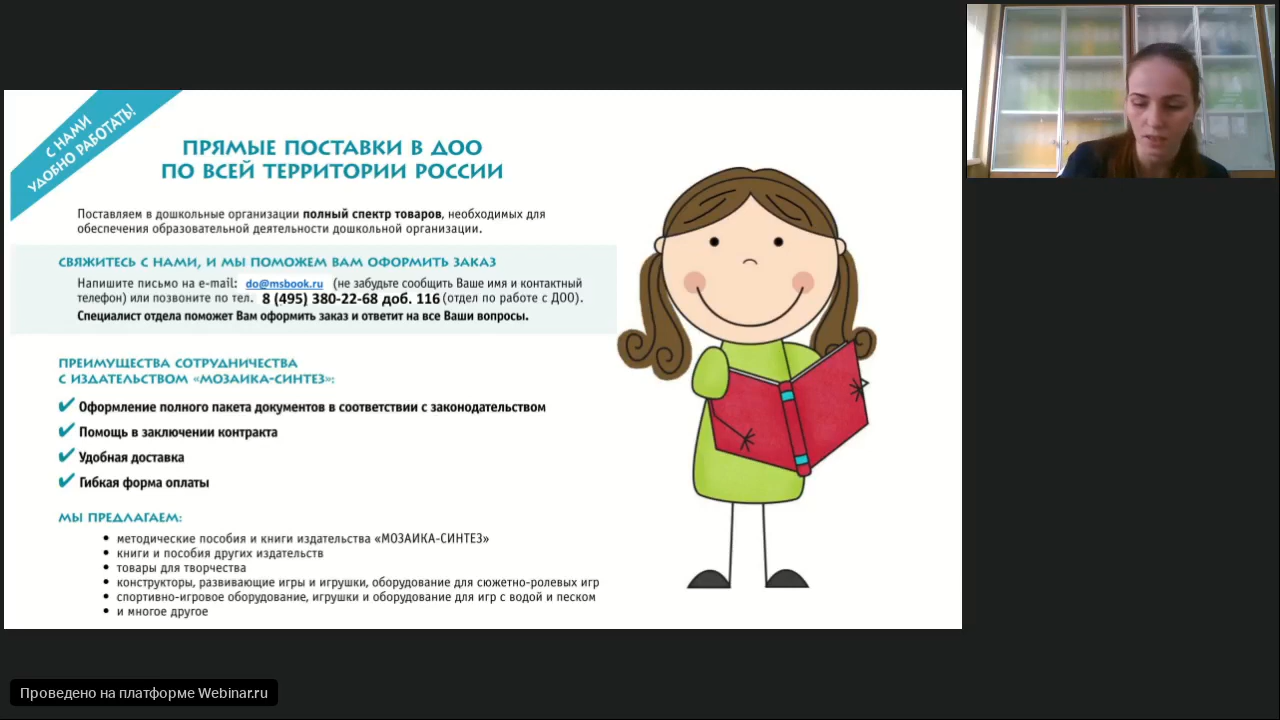 С НАМИ
УДОБНО РАБОТАТЬ!
ПРЯМЫЕ ПОСТАВКИ В ДОО
ПО ВСЕЙ ТЕРРИТОРИИ РОССИИ
Поставляем в дошкольные организации полный спектр товаров, необходимых для
обеспечения образовательной деятельности дошкольной организации.
СВЯЖИТЕСЬ С НАМИ, И МЫ ПОМОЖЕМ ВАМ ОФОРМИТЬ ЗАКАЗ
Напишите письмо на e-mail: do@msbook.ru (не забудьте сообщить Ваше имя и контактный
телефон) или позвоните по тел. 8 (495) 380-22-68 доб. 116 (отдел по работе с ДОО).
Специалист отдела поможет Вам оформить заказ и ответит на все Ваши вопросы.
ПРЕИМУЩЕСТВА СОТРУДНИЧЕСТВА
С ИЗДАТЕЛЬСТВОМ «МОЗАИКА-СИНТЕЗ»:
✔ Оформление полного пакета документов в соответствии с законодательством
✔ Помощь в заключении контракта
✔ Удобная доставка
✔ Гибкая форма оплаты
МЫ ПРЕДЛАГАЕМ:
• методические пособия и книги издательства «МОЗАИКА-СИНТЕЗ»
• книги и пособия других издательств
• товары для творчества
• конструкторы, развивающие игры и игрушки, оборудование для сюжетно-ролевых игр
• спортивно-игровое оборудование, игрушки и оборудование для игр с водой и песком
• и многое другое
Проведено на платформе Webinar.ru